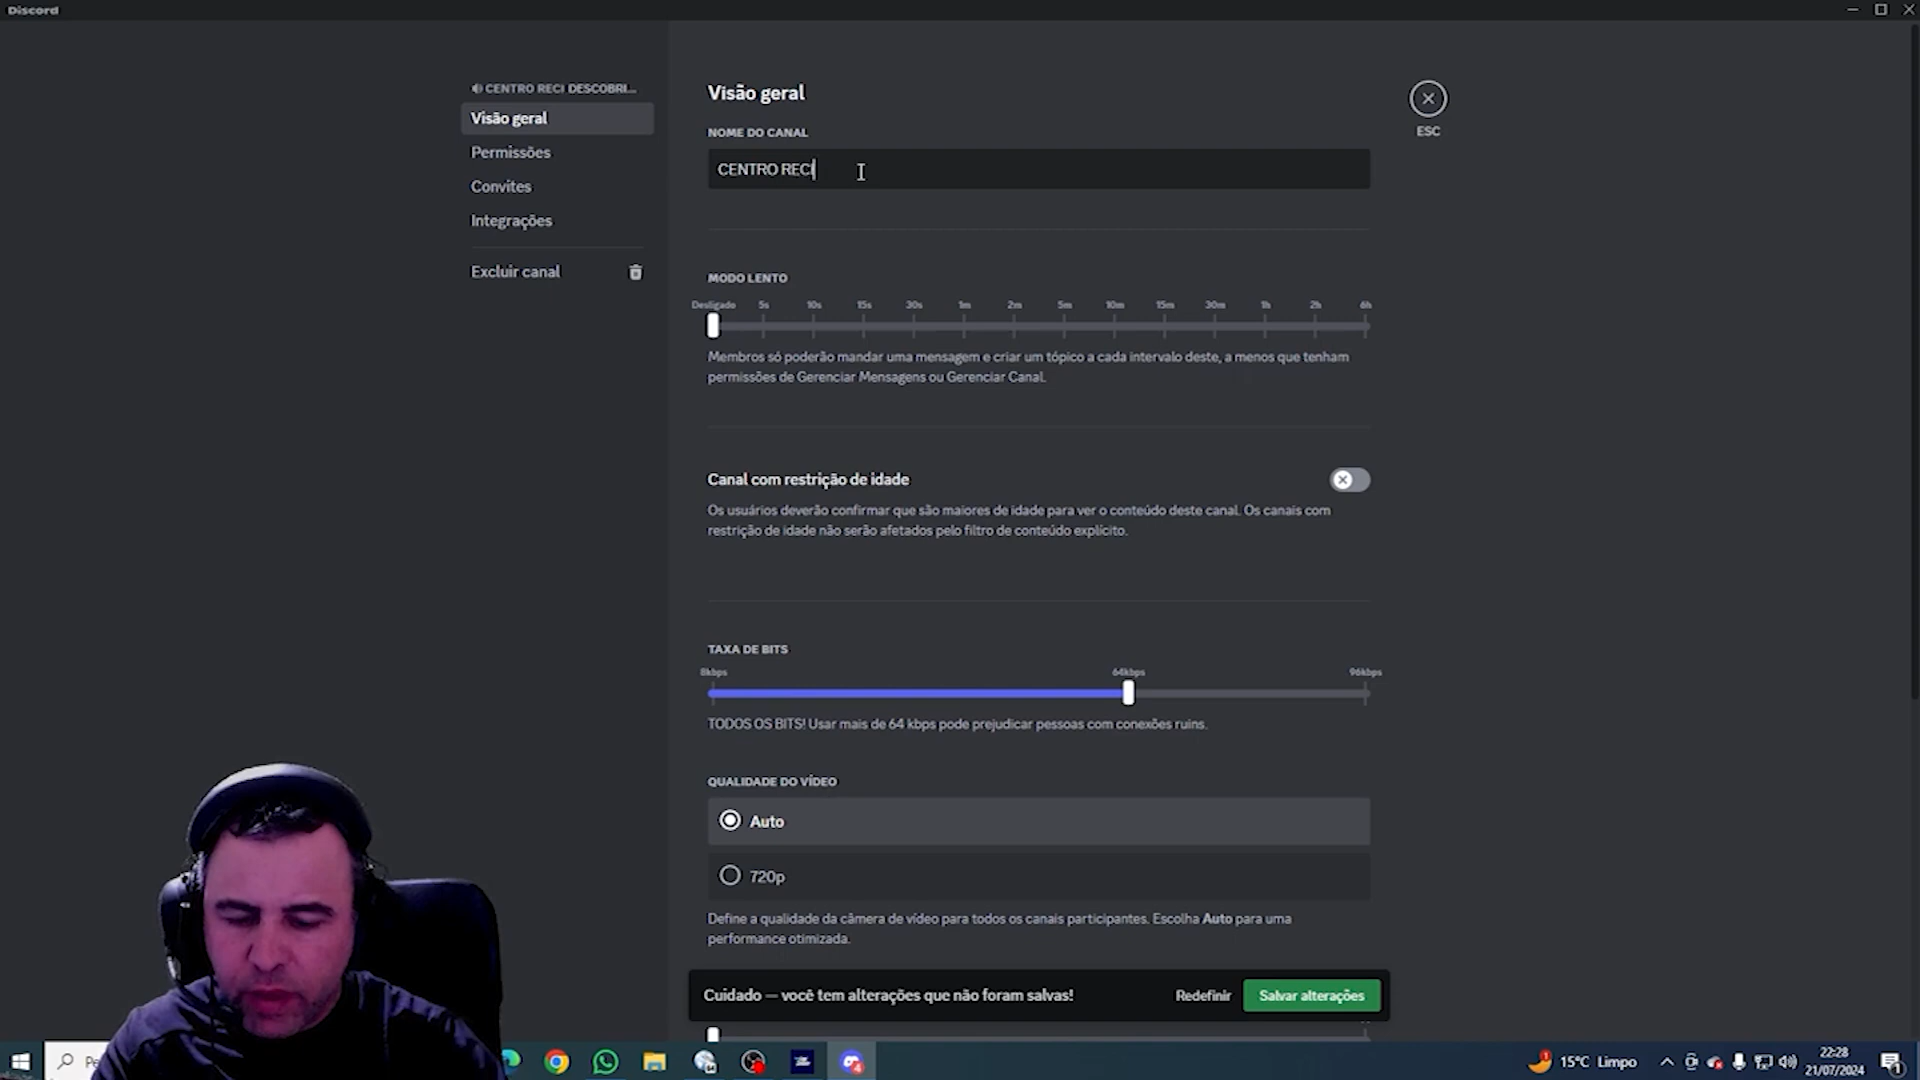 Discord
CENTRO RECI DESCOBRI...
Visão geral
Permissões
Convites
Integrações
Excluir canal
Visão geral
NOME DO CANAL
CENTRO RECI
ESC
MODO LENTO
Desligado 5s 10s 15s 30s 1m 2m 5m 10m 15m 30m 1h 2h 6h
Membros só poderão mandar uma mensagem e criar um tópico a cada intervalo deste, a menos que tenham
permissões de Gerenciar Mensagens ou Gerenciar Canal.
Canal com restrição de idade
Os usuários deverão confirmar que são maiores de idade para ver o conteúdo deste canal. Os canais com
restrição de idade não serão afetados pelo filtro de conteúdo explícito.
TAXA DE BITS
8kbps 64kbps 96kbps
TODOS OS BITS! Usar mais de 64 kbps pode prejudicar pessoas com conexões ruins.
QUALIDADE DO VÍDEO
Auto
720p
Define a qualidade da câmera de vídeo para todos os canais participantes. Escolha Auto para uma
performance otimizada.
Cuidado — você tem alterações que não foram salvas!
Redefinir
Salvar alterações
Pe
15°C Limpo
22:28
21/07/2024